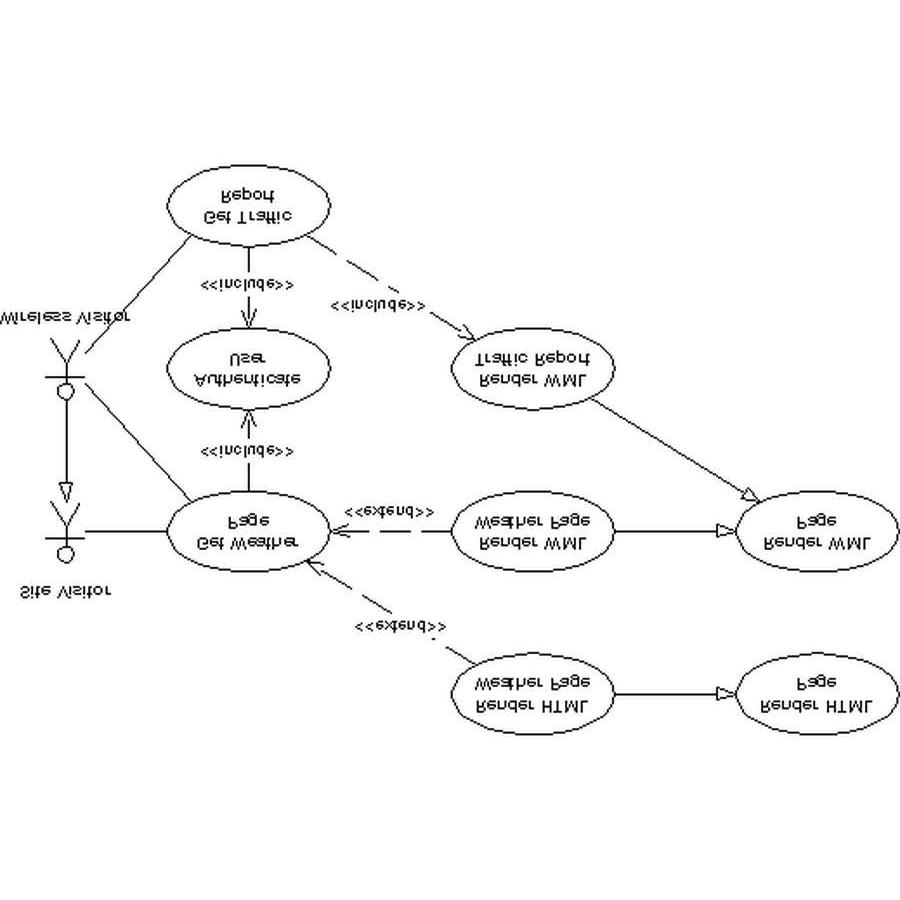 Render HTML
Weather Page
Render HTML
Page
<<extend>>
Site Visitor
Get Weather
Page
<<extend>>
Render WML
Weather Page
Render WML
Page
<<include>>
Authenticate
User
Render WML
Traffic Report
Wireless Visitor
<<include>>
<<include>>
Get Traffic
Report